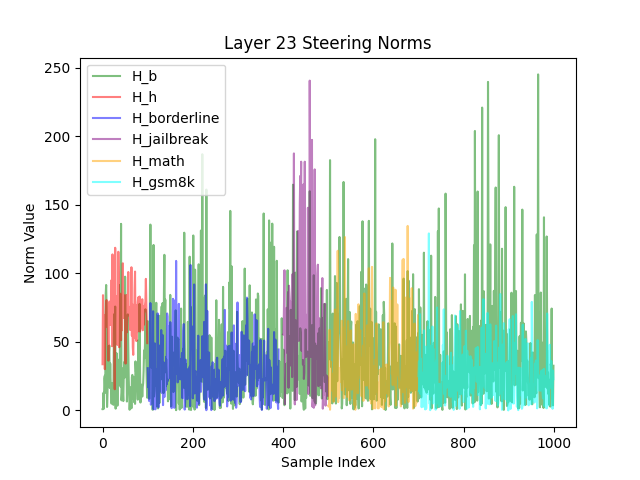 Layer 23 Steering Norms
250
200
150
100
50
0
Norm Value
H_b
H_h
H_borderline
H_jailbreak
H_math
H_gsm8k
0 200 400 600 800 1000
Sample Index